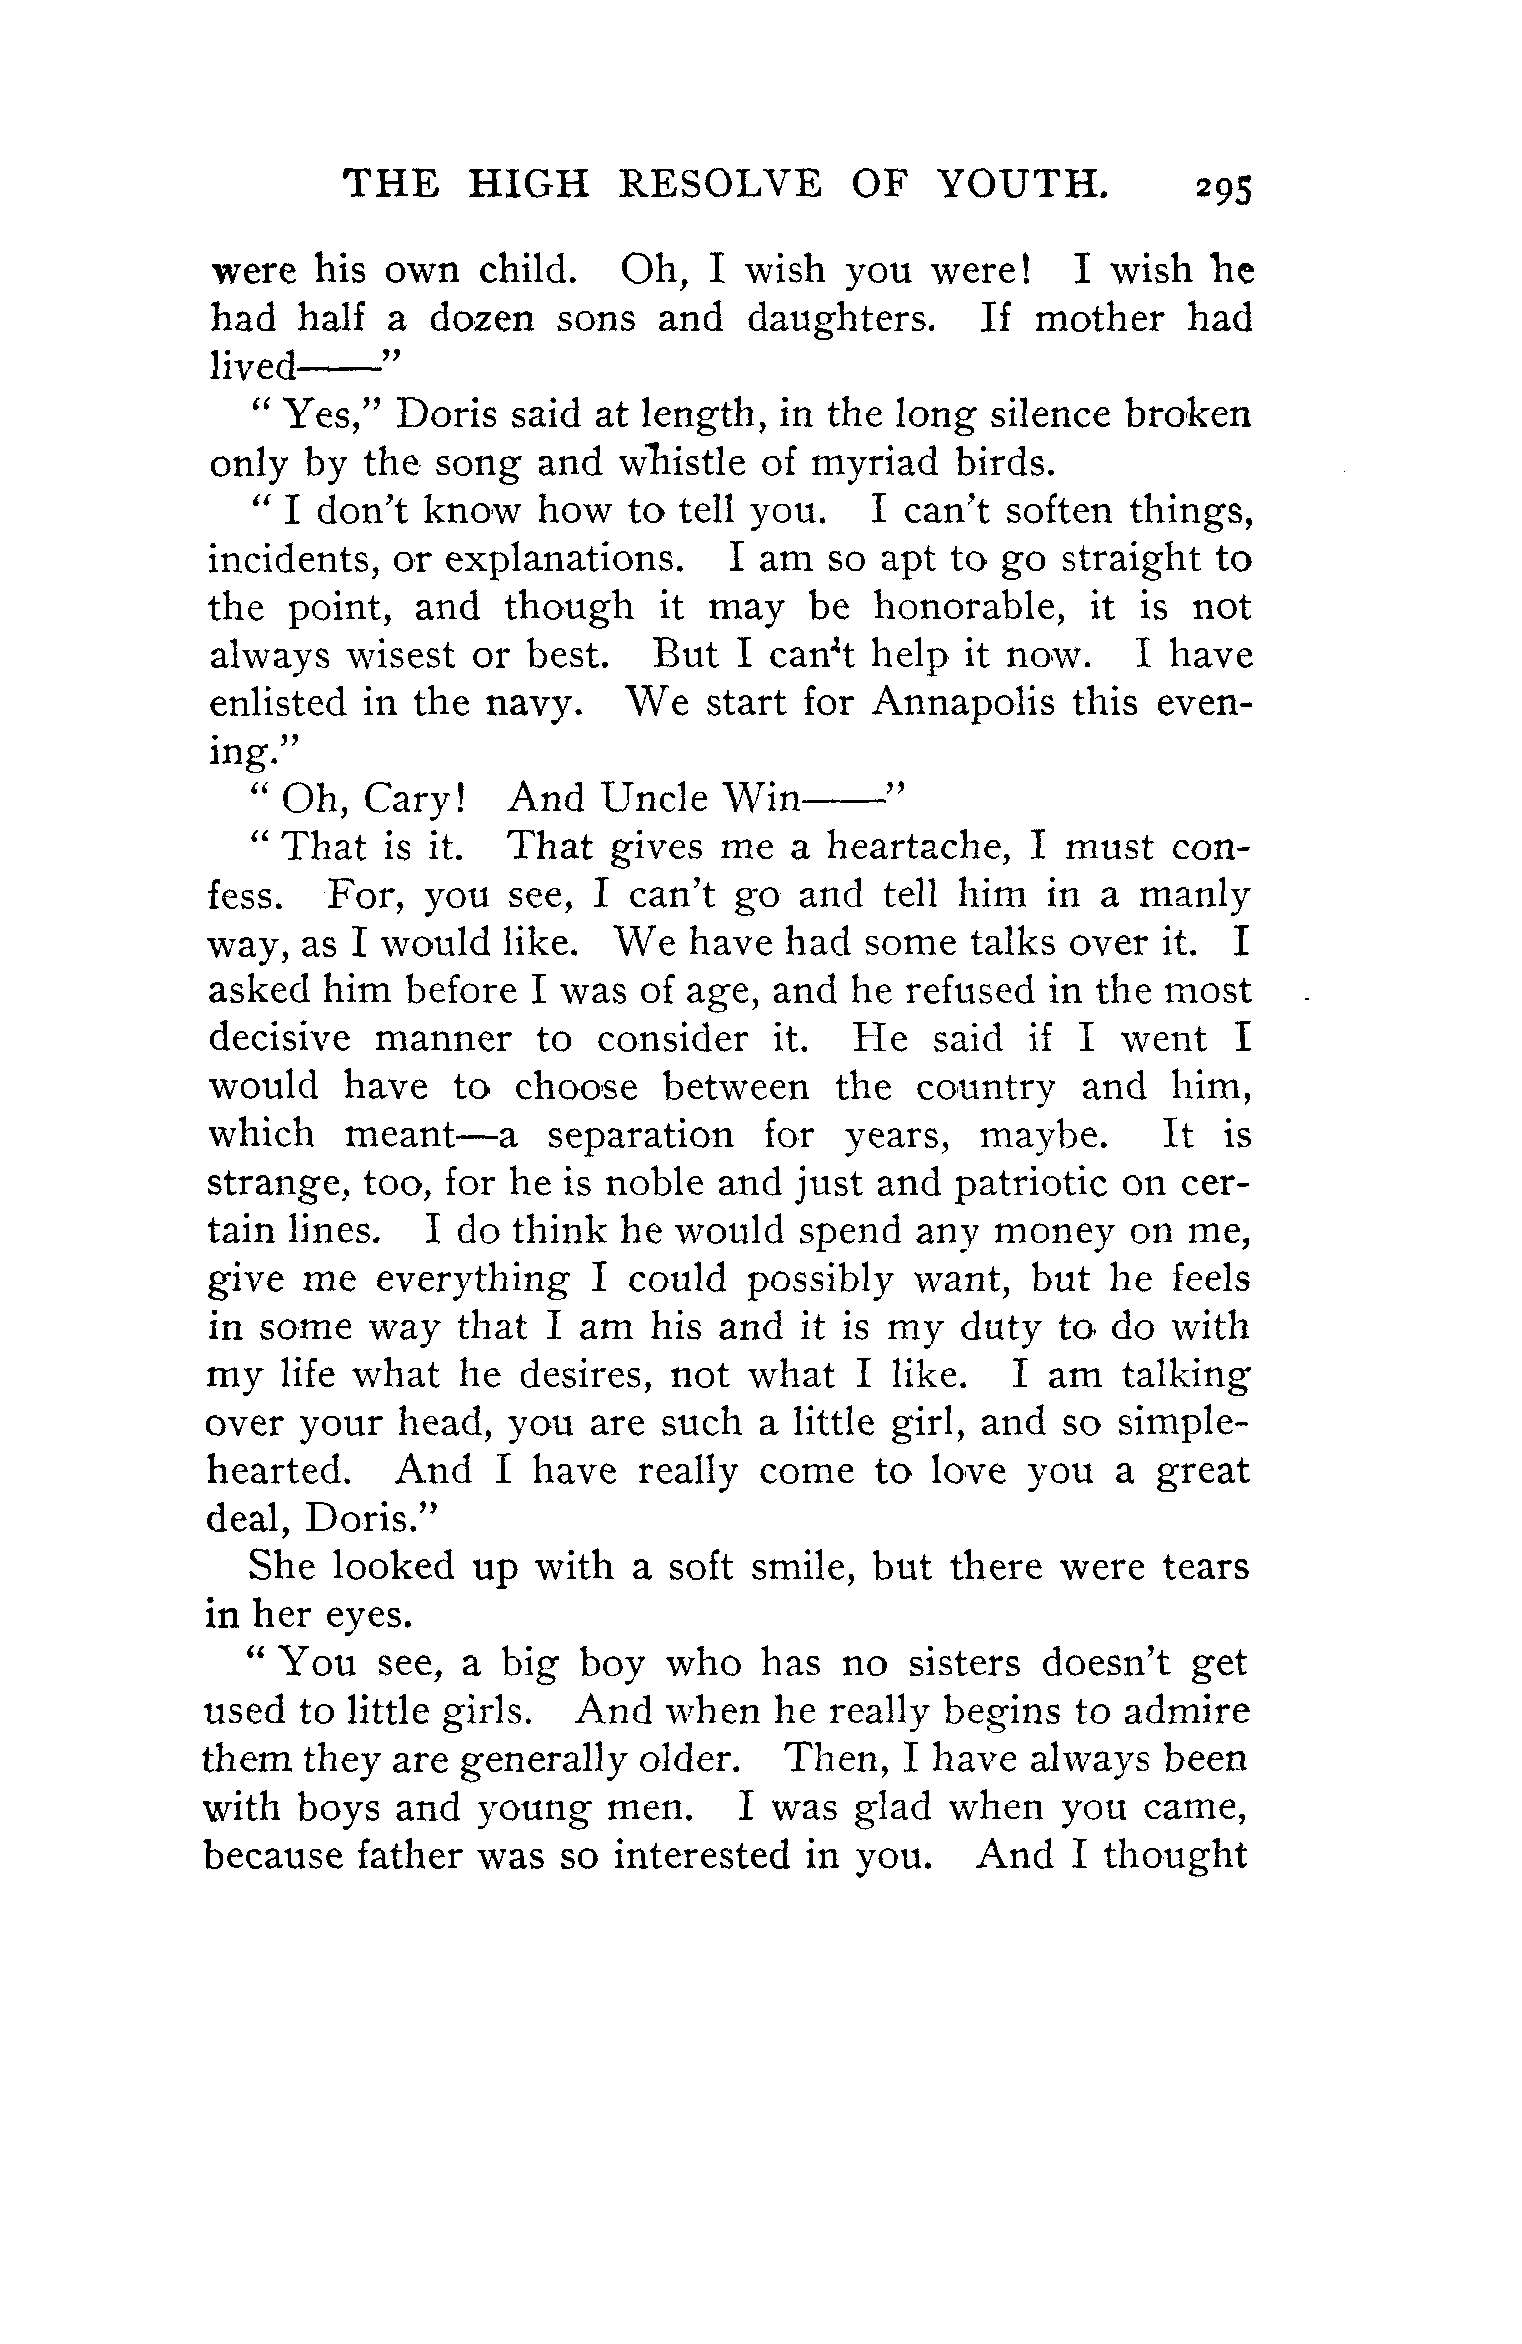 THE HIGH RESOLVE OF YOUTH. 295
were his own child. Oh, I wish you were! I wish he
had half a dozen sons and daughters. If mother had
lived——"
" Yes," Doris said at length, in the long silence broken
only by the song and whistle of myriad birds.
" I don't know how to tell you. I can't soften things,
incidents, or explanations. I am so apt to go straight to
the point, and though it may be honorable, it is not
always wisest or best. But I can't help it now. I have
enlisted in the navy. We start for Annapolis this even-
ing."
" Oh, Cary! And Uncle Win——"
" That is it. That gives me a heartache, I must con-
fess. For, you see, I can't go and tell him in a manly
way, as I would like. We have had some talks over it. I
asked him before I was of age, and he refused in the most
decisive manner to consider it. He said if I went I
would have to choose between the country and him,
which meant—a separation for years, maybe. It is
strange, too, for he is noble and just and patriotic on cer-
tain lines. I do think he would spend any money on me,
give me everything I could possibly want, but he feels
in some way that I am his and it is my duty to do with
my life what he desires, not what I like. I am talking
over your head, you are such a little girl, and so simple-
hearted. And I have really come to love you a great
deal, Doris."
She looked up with a soft smile, but there were tears
in her eyes.
" You see, a big boy who has no sisters doesn't get
used to little girls. And when he really begins to admire
them they are generally older. Then, I have always been
with boys and young men. I was glad when you came,
because father was so interested in you. And I thought